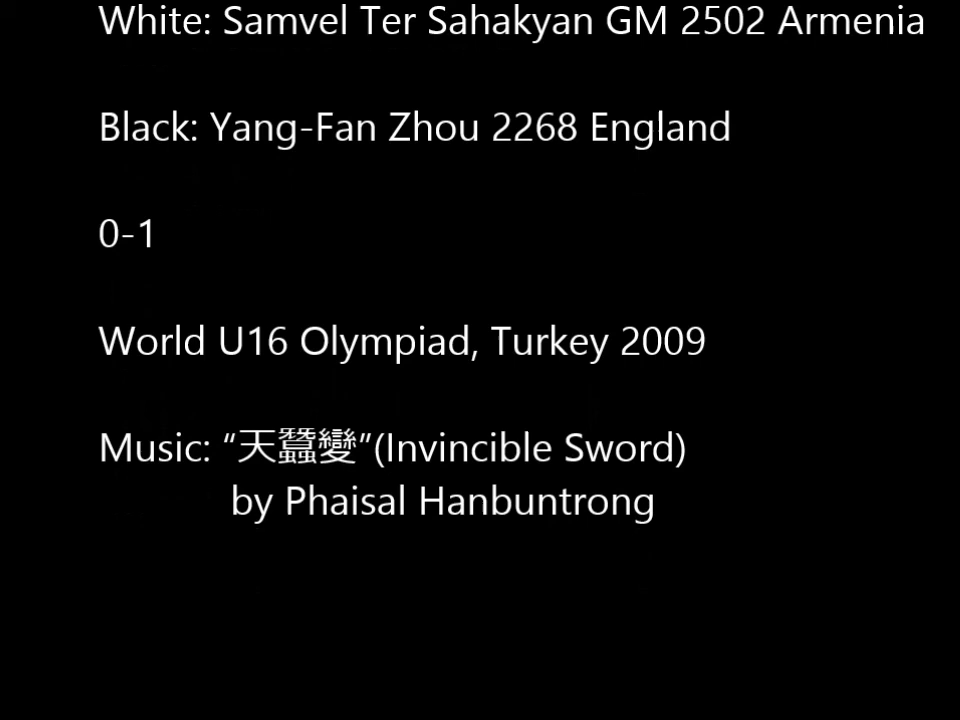 White: Samvel Ter Sahakyan GM 2502 Armenia
Black: Yang-Fan Zhou 2268 England
0-1
World U16 Olympiad, Turkey 2009
Music: “天蠶變”(Invincible Sword)
by Phaisal Hanbuntrong